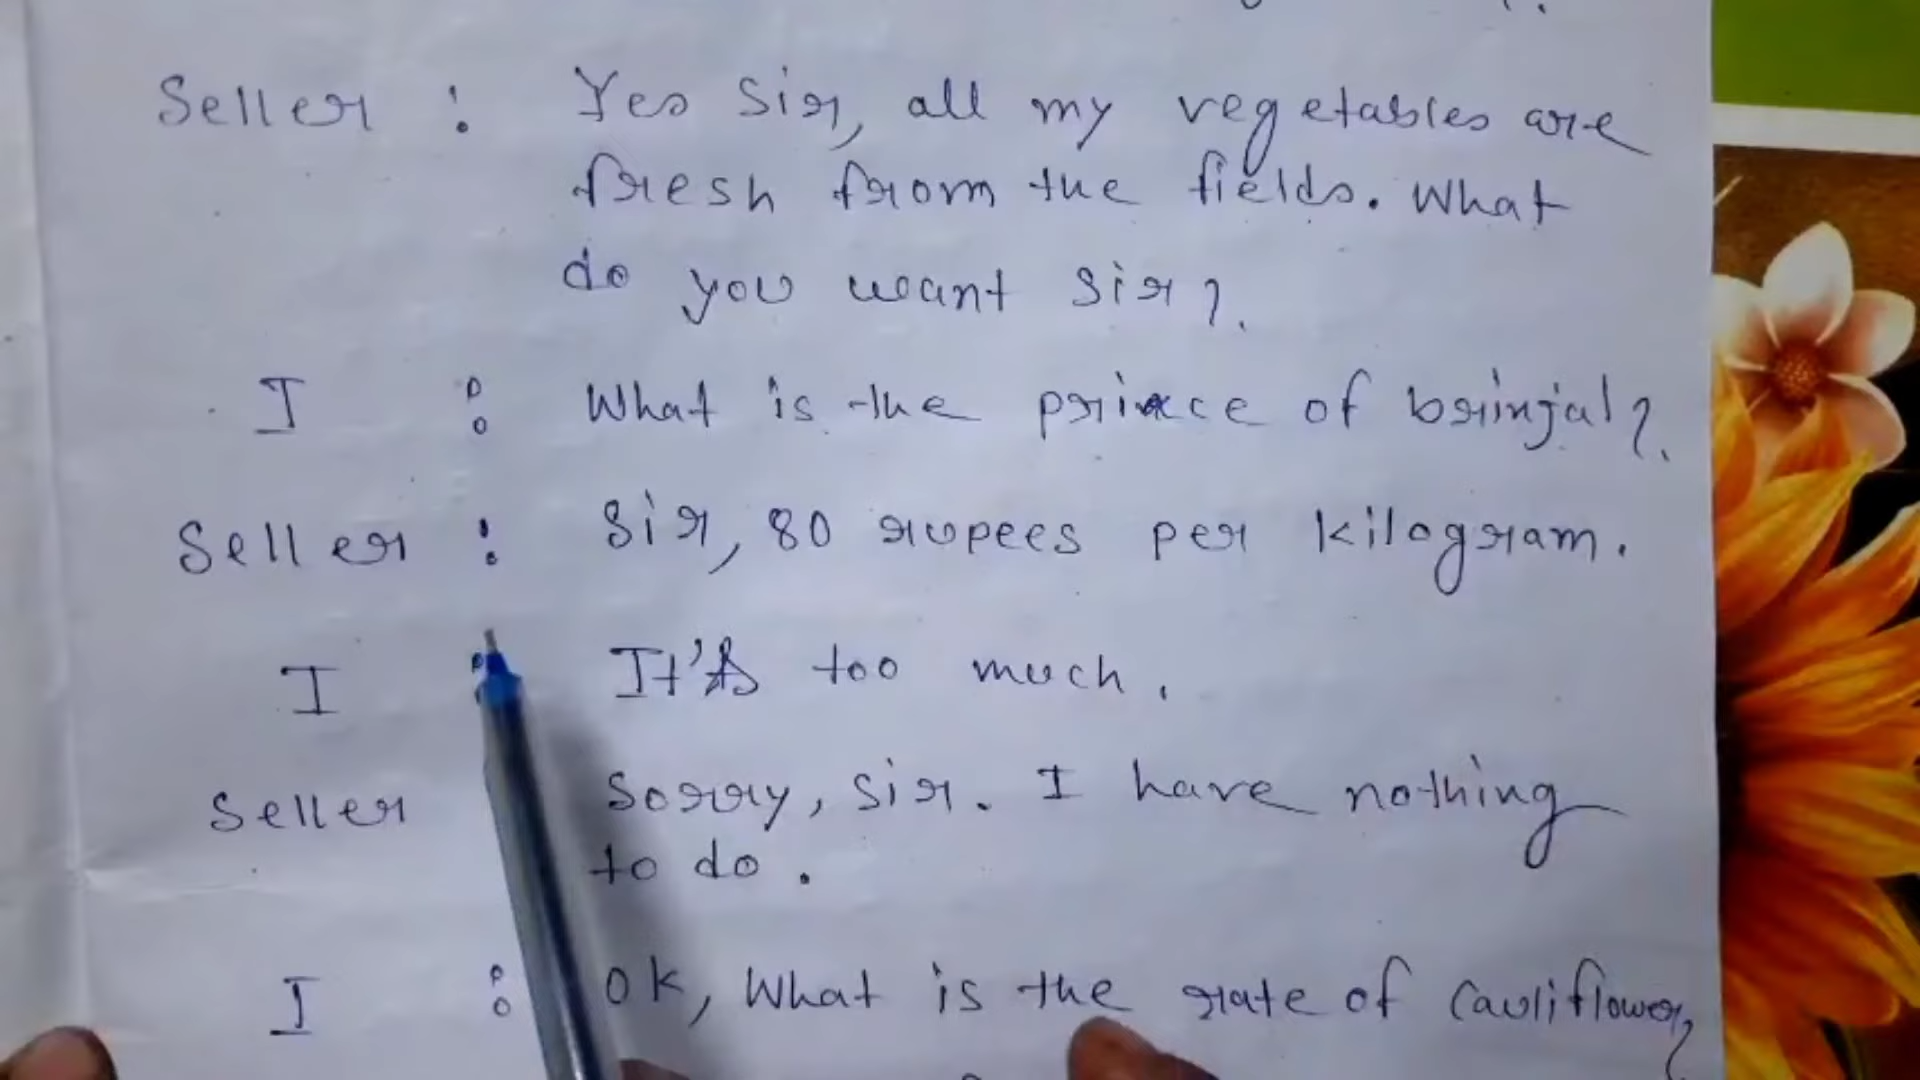 Seller : Yes Sir, all my vegetables are
fresh from the fields. What
do you want sir?
I : What is the price of brinjal?
Seller : Sir, 80 rupees per kilogram.
I : It's too much.
Seller Sorry, sir. I have nothing
to do.
I : OK, What is the rate of Cauliflower?